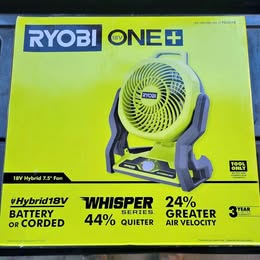 RYOBI 18V ONE+
TOOL ONLY
18V Hybrid 7.5" Fan
Hybrid18V
BATTERY
OR CORDED
WHISPER
SERIES
44% QUIETER
24%
GREATER
AIR VELOCITY
3 YEAR